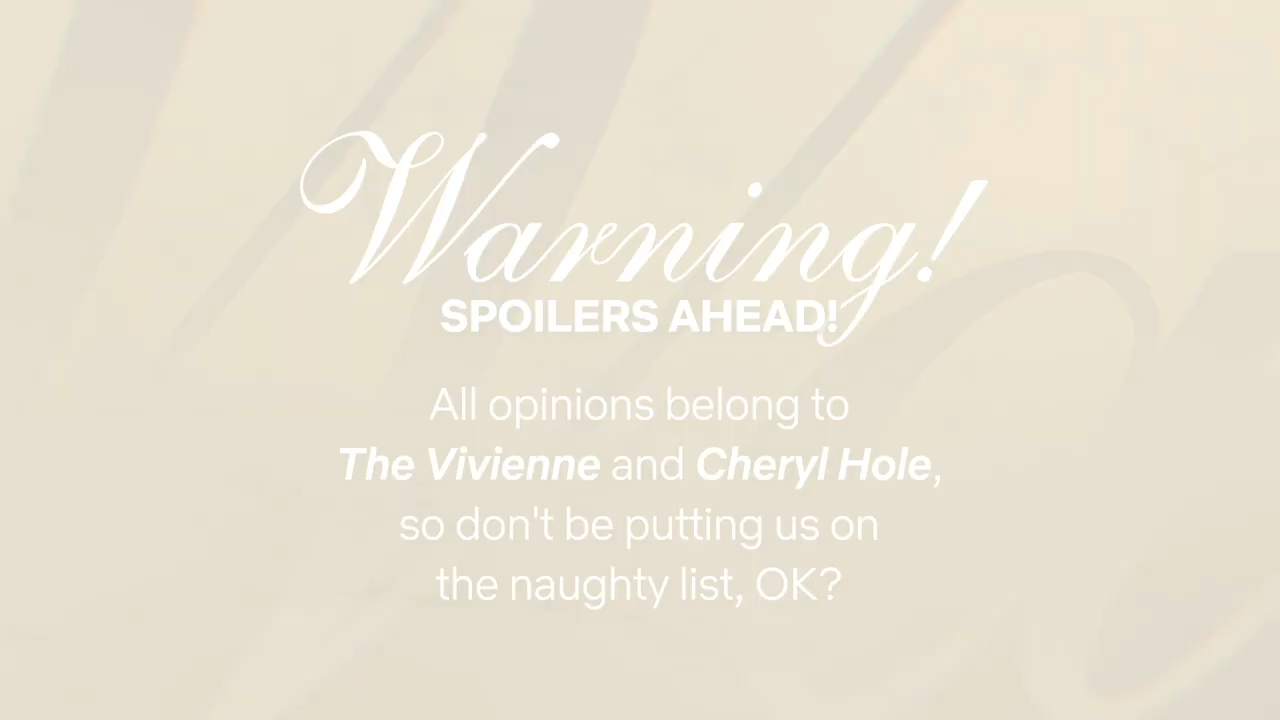 Warning!
SPOILERS AHEAD!
All opinions belong to
The Vivienne and Cheryl Hole,
so don't be putting us on
the naughty list, OK?